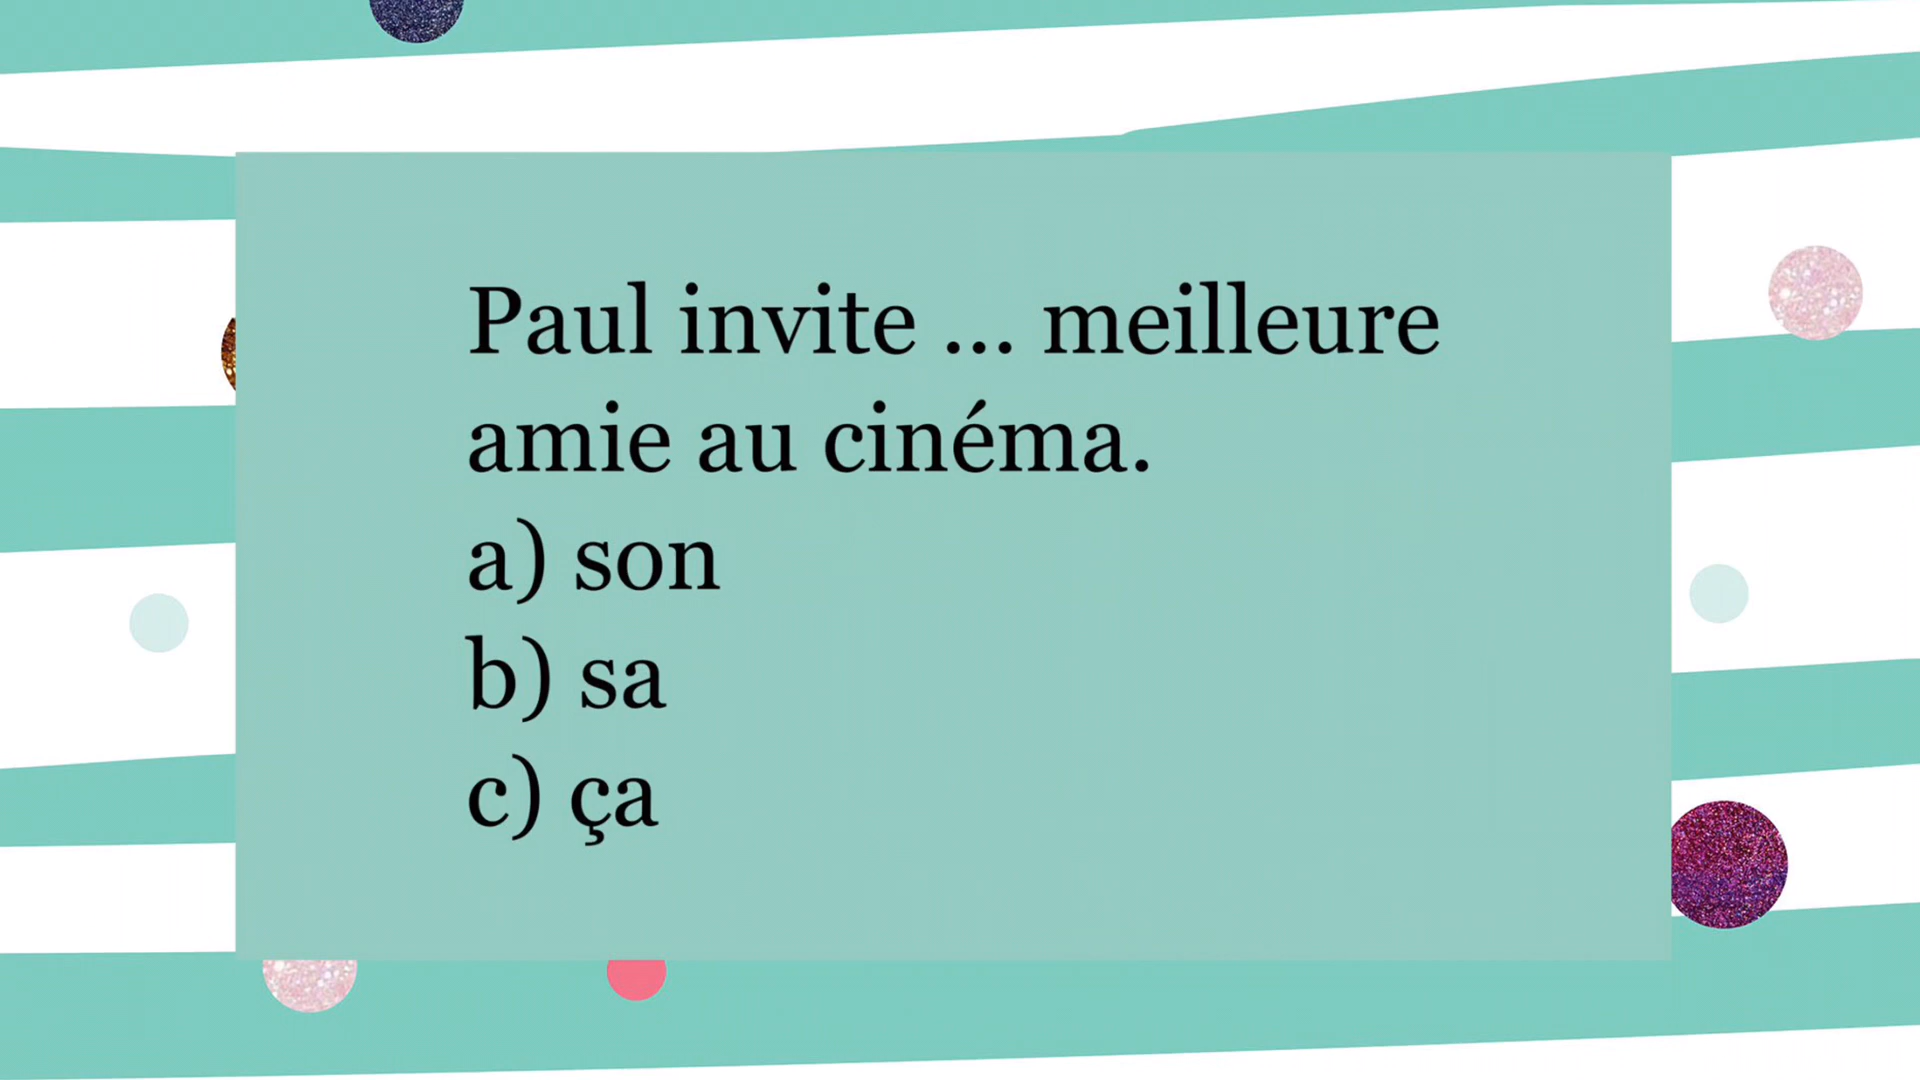 Paul invite ... meilleure
amie au cinéma.
a) son
b) sa
c) ça